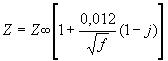 Z = Z∞[1 + 0,012/√f (1 − j)]